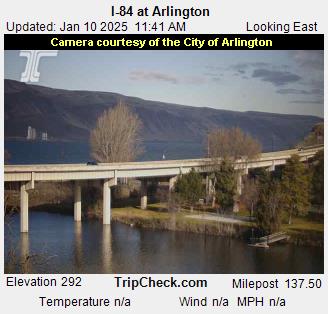 I-84 at Arlington
Updated: Jan 10 2025 11:41 AM Looking East
Camera courtesy of the City of Arlington
Elevation 292 TripCheck.com Milepost 137.50
Temperature n/a Wind n/a MPH n/a